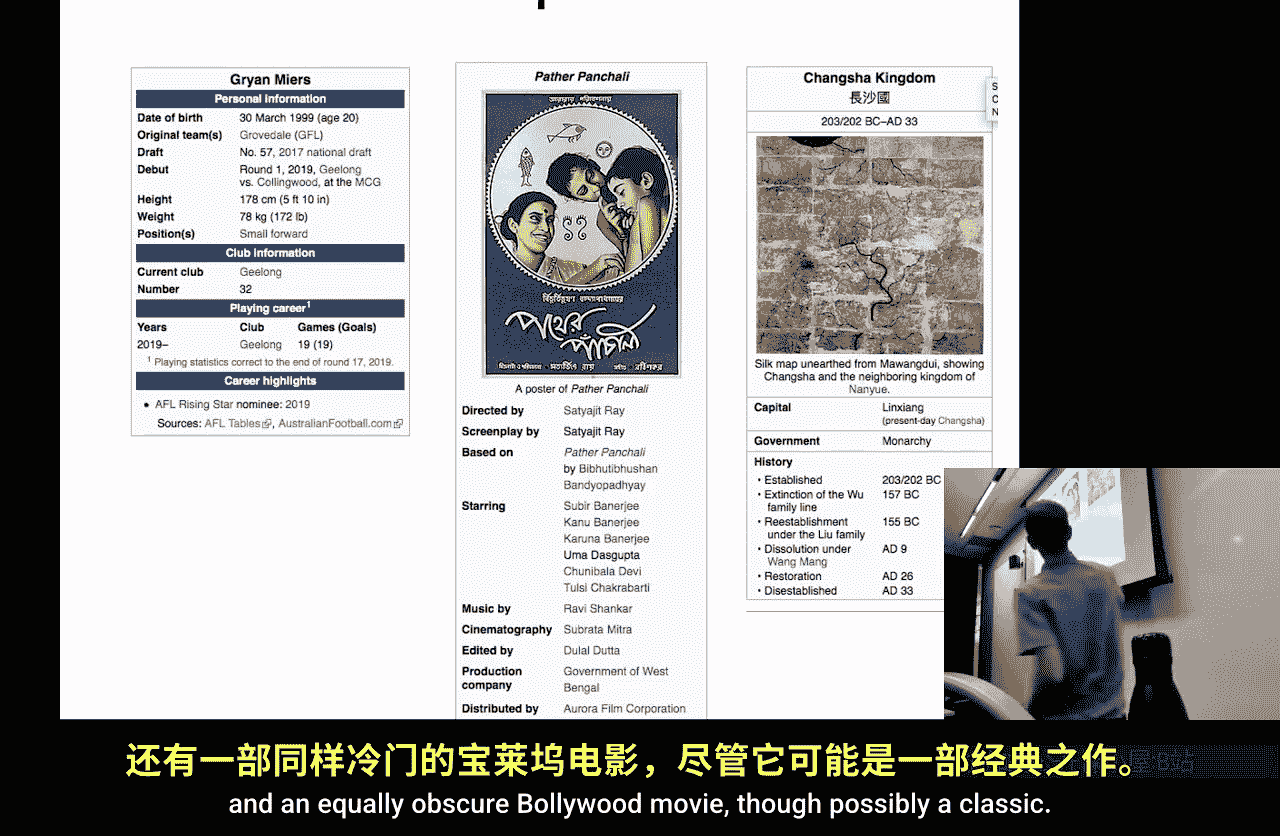 Gryan Miers
Personal information
Date of birth 30 March 1999 (age 20)
Original team(s) Grovedale (GFL)
Draft No. 57, 2017 national draft
Debut Round 1, 2019, Geelong
vs. Collingwood, at the MCG
Height 178 cm (5 ft 10 in)
Weight 78 kg (172 lb)
Position(s) Small forward
Club information
Current club Geelong
Number 32
Playing career1
Years Club Games (Goals)
2019– Geelong 19 (19)
1 Playing statistics correct to the end of round 17, 2019.
Career highlights
• AFL Rising Star nominee: 2019
Sources: AFL Tables, AustralianFootball.com
Pather Panchali
পথের
পাঁচালী
A poster of Pather Panchali
Directed by Satyajit Ray
Screenplay by Satyajit Ray
Based on Pather Panchali
by Bibhutibhushan
Bandyopadhyay
Starring Subir Banerjee
Kanu Banerjee
Karuna Banerjee
Uma Dasgupta
Chunibala Devi
Tulsi Chakrabarti
Music by Ravi Shankar
Cinematography Subrata Mitra
Edited by Dulal Dutta
Production Government of West
company Bengal
Distributed by Aurora Film Corporation
Changsha Kingdom
長沙國
203/202 BC–AD 33
Silk map unearthed from Mawangdui, showing
Changsha and the neighboring kingdom of
Nanyue.
Capital Linxiang
(present-day Changsha)
Government Monarchy
History
• Established 203/202 BC
• Extinction of the Wu 157 BC
family line
• Reestablishment 155 BC
under the Liu family
• Dissolution under AD 9
Wang Mang
• Restoration AD 26
• Disestablished AD 33
S
C
N
还有一部同样冷门的宝莱坞电影，尽管它可能是一部经典之作。
and an equally obscure Bollywood movie, though possibly a classic.